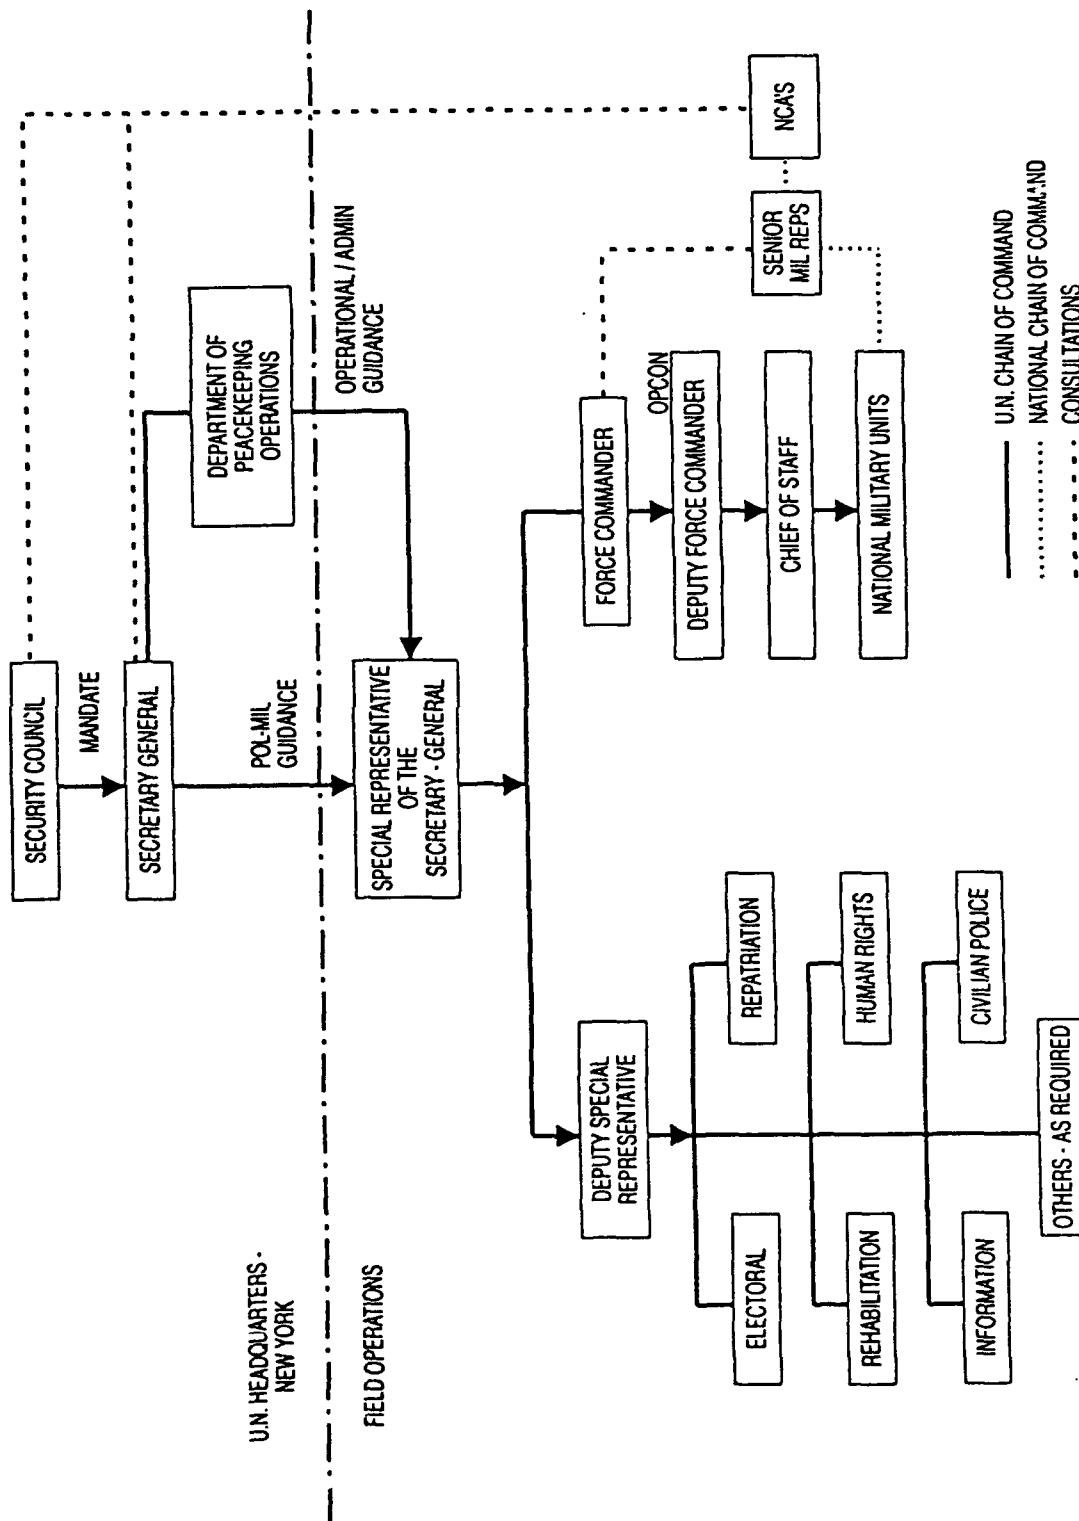 SECURITY COUNCIL
MANDATE
SECRETARY GENERAL
DEPARTMENT OF
PEACEKEEPING
OPERATIONS
POL-MIL
GUIDANCE
U.N. HEADQUARTERS -
NEW YORK
FIELD OPERATIONS
OPERATIONAL / ADMIN
GUIDANCE
SPECIAL REPRESENTATIVE
OF THE
SECRETARY - GENERAL
DEPUTY SPECIAL
REPRESENTATIVE
FORCE COMMANDER
OPCON
DEPUTY FORCE COMMANDER
CHIEF OF STAFF
NATIONAL MILITARY UNITS
SENIOR
MIL REPS
NCA'S
ELECTORAL
REPATRIATION
REHABILITATION
HUMAN RIGHTS
INFORMATION
CIVILIAN POLICE
OTHERS - AS REQUIRED
U.N. CHAIN OF COMMAND
NATIONAL CHAIN OF COMMAND
CONSULTATIONS